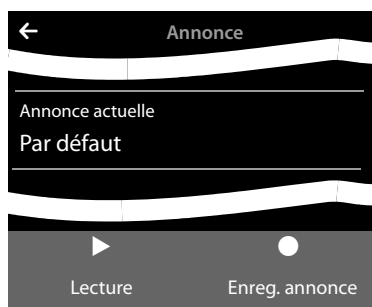 Annonce
Annonce actuelle
Par défaut
Lecture Enreg. annonce